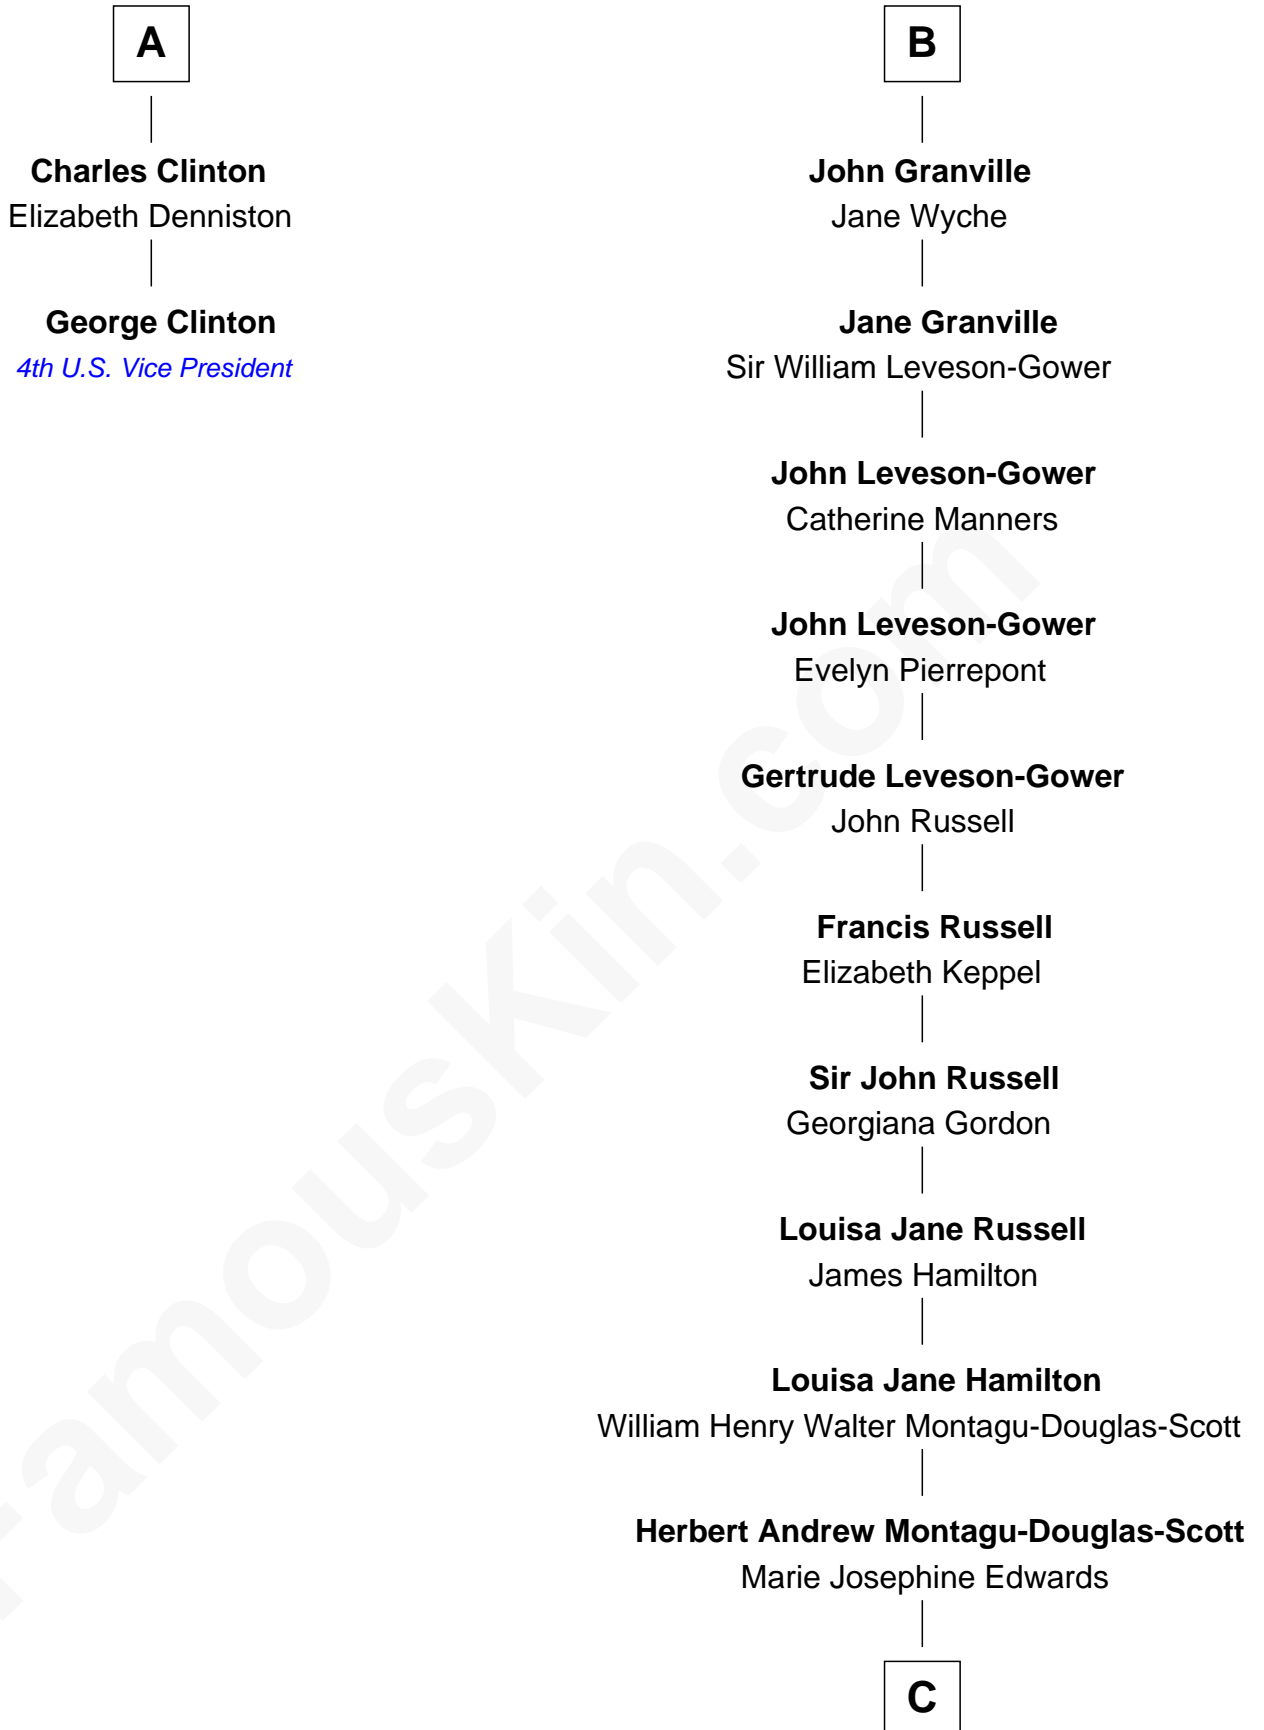 A
Charles Clinton
Elizabeth Denniston
George Clinton
4th U.S. Vice President
B
John Granville
Jane Wyche
Jane Granville
Sir William Leveson-Gower
John Leveson-Gower
Catherine Manners
John Leveson-Gower
Evelyn Pierrepont
Gertrude Leveson-Gower
John Russell
Francis Russell
Elizabeth Keppel
Sir John Russell
Georgiana Gordon
Louisa Jane Russell
James Hamilton
Louisa Jane Hamilton
William Henry Walter Montagu-Douglas-Scott
Herbert Andrew Montagu-Douglas-Scott
Marie Josephine Edwards
C
FamousKin.com